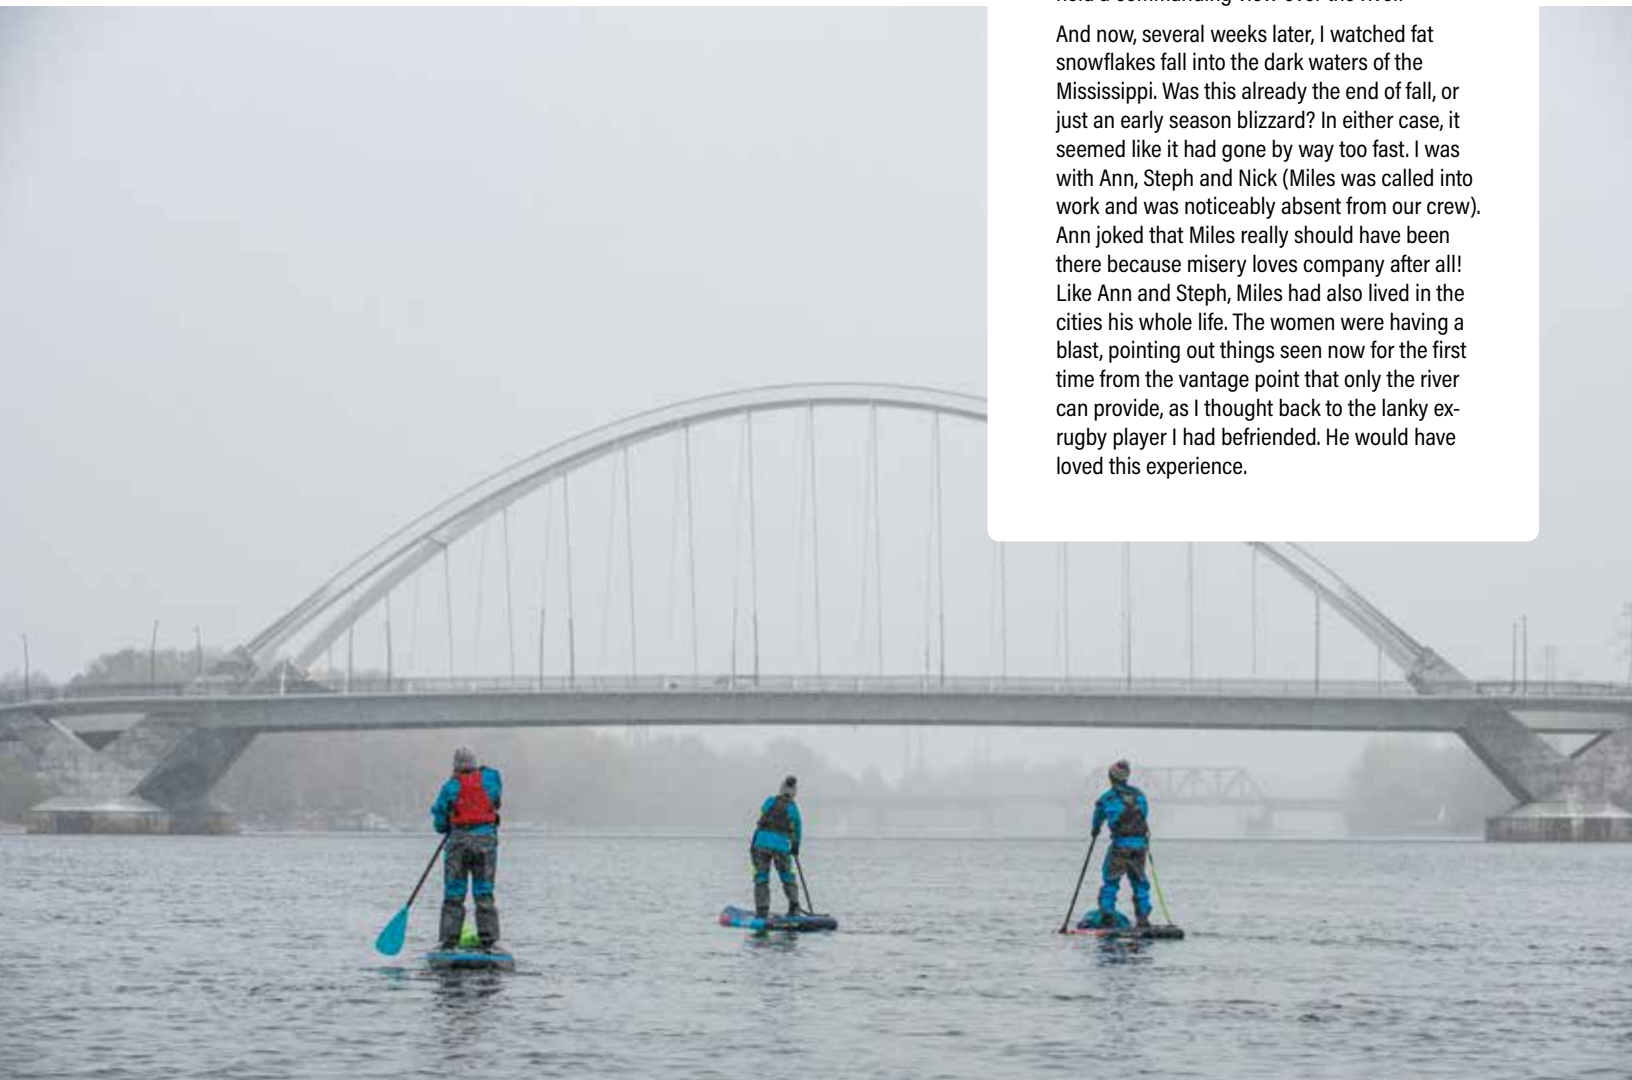 And now, several weeks later, I watched fat
snowflakes fall into the dark waters of the
Mississippi. Was this already the end of fall, or
just an early season blizzard? In either case, it
seemed like it had gone by way too fast. I was
with Ann, Steph and Nick (Miles was called into
work and was noticeably absent from our crew).
Ann joked that Miles really should have been
there because misery loves company after all!
Like Ann and Steph, Miles had also lived in the
cities his whole life. The women were having a
blast, pointing out things seen now for the first
time from the vantage point that only the river
can provide, as I thought back to the lanky ex-
rugby player I had befriended. He would have
loved this experience.